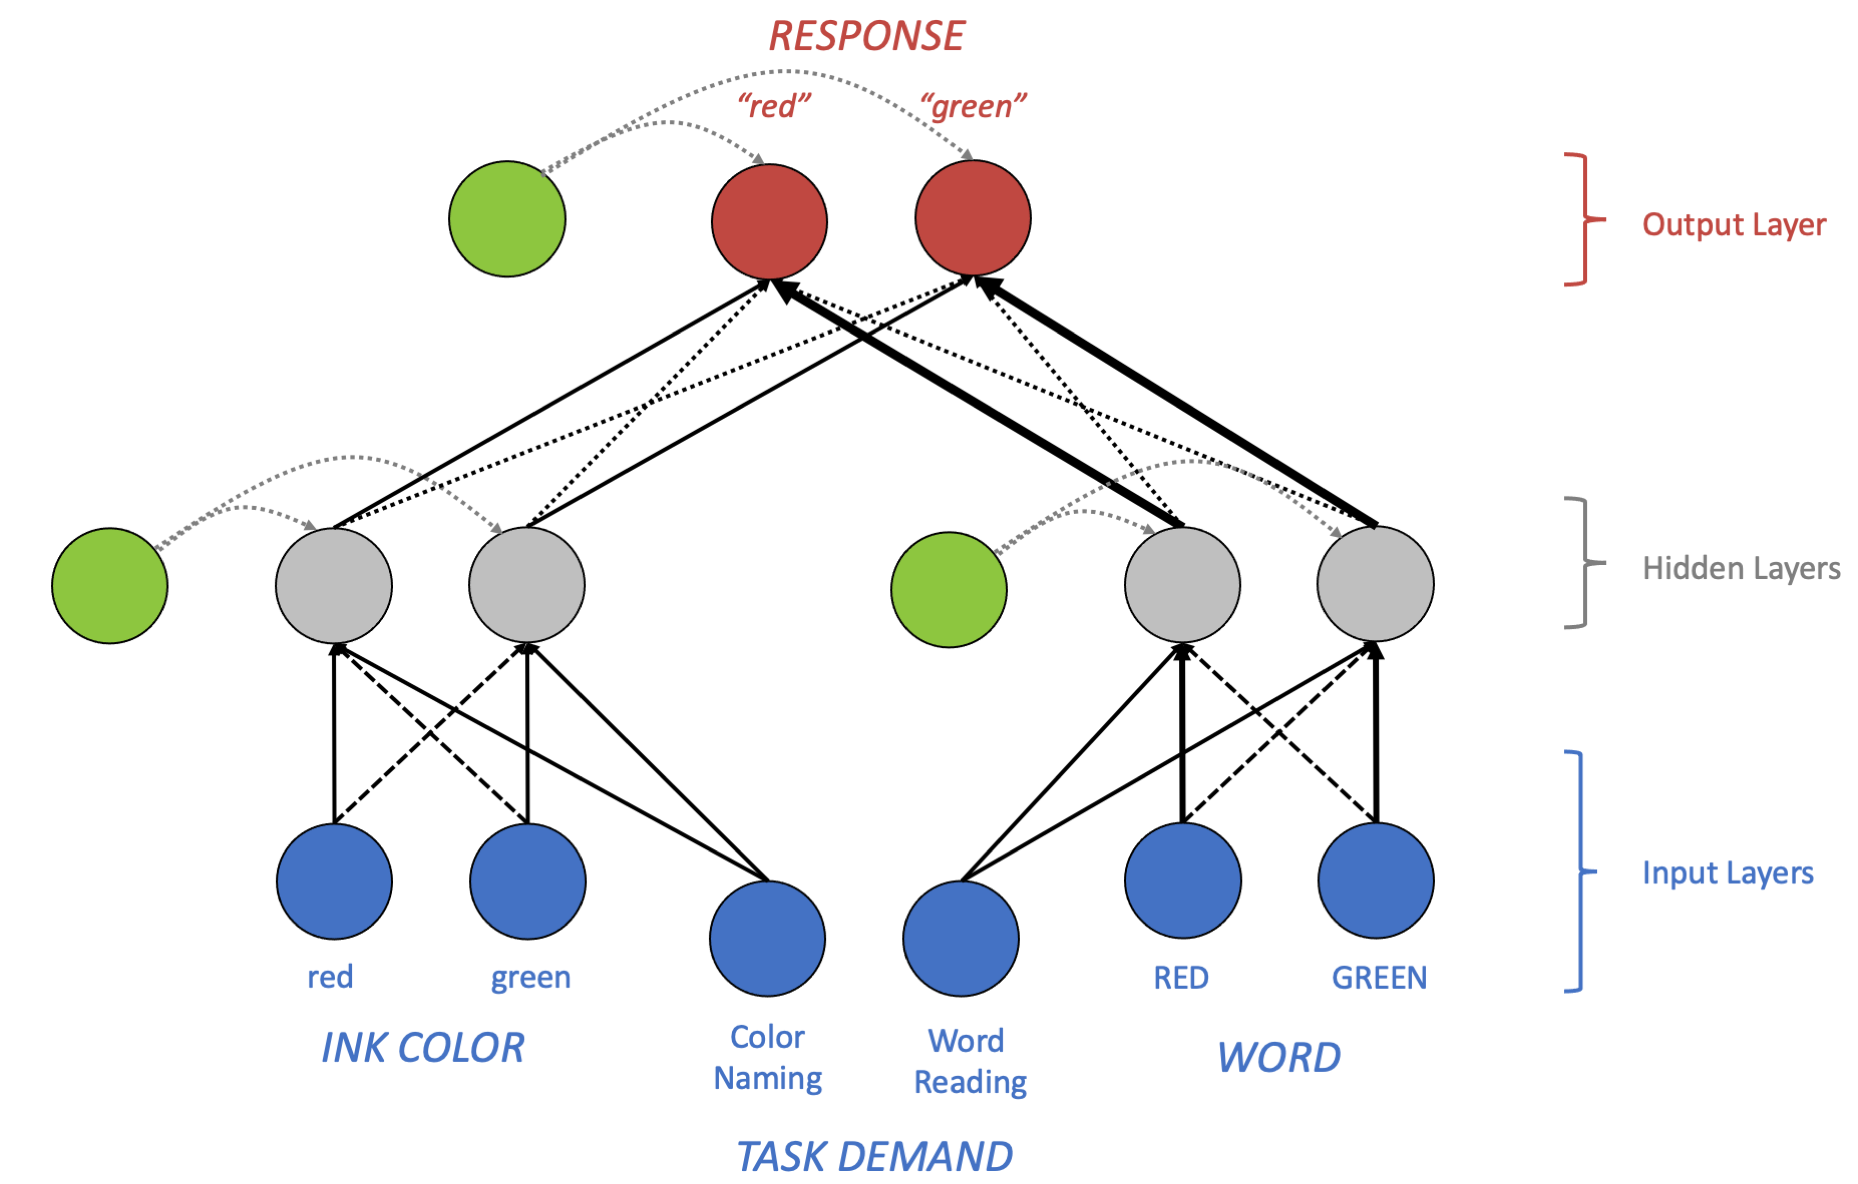 RESPONSE
“red”
“green”
Output Layer
Hidden Layers
Input Layers
red
green
RED
GREEN
INK COLOR
Color
Naming
Word
Reading
WORD
TASK DEMAND